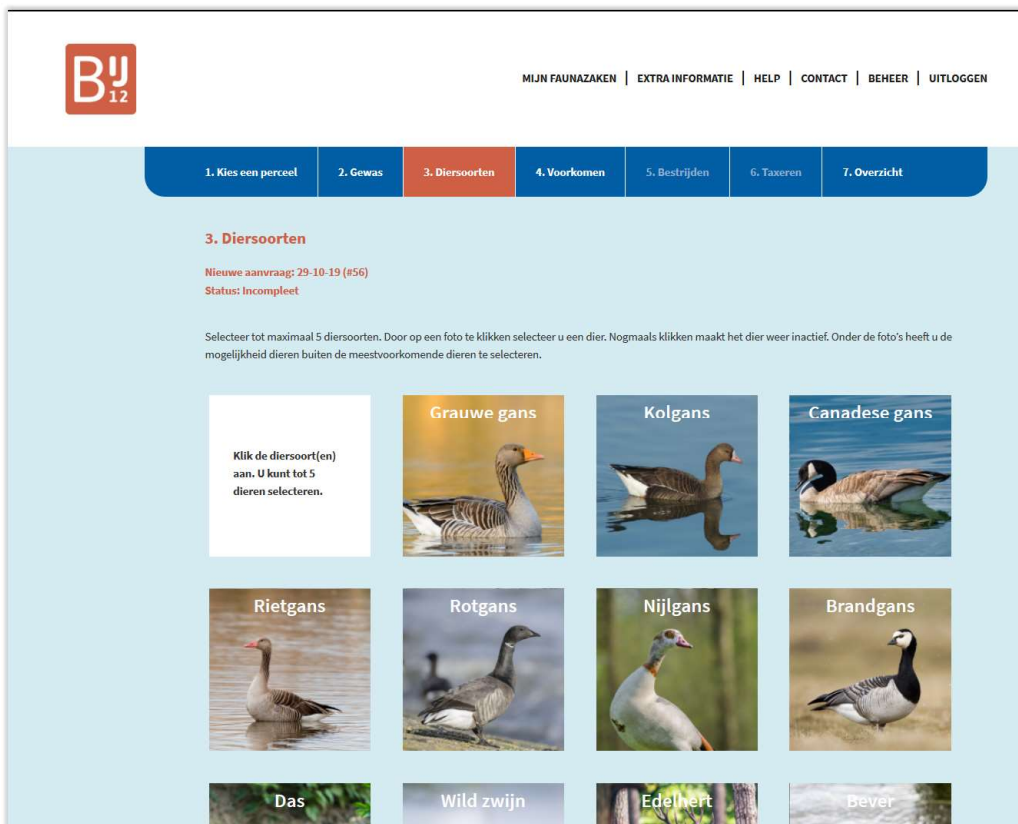 BIJ
12
MIJN FAUNAZAKEN | EXTRA INFORMATIE | HELP | CONTACT | BEHEER | UITLOGGEN
1. Kies een perceel
2. Gewas
3. Diersoorten
4. Voorkomen
5. Bestrijden
6. Taxeren
7. Overzicht
3. Diersoorten
Nieuwe aanvraag: 29-10-19 (#56)
Status: Incompleet
Selecteer tot maximaal 5 diersoorten. Door op een foto te klikken selecteer u een dier. Nogmaals klikken maakt het dier weer inactief. Onder de foto's heeft u de
mogelijkheid dieren buiten de meestvoorkomende dieren te selecteren.
Klik de diersoort(en)
aan. U kunt tot 5
dieren selecteren.
Grauwe gans
Kolgans
Canadese gans
Rietgans
Rotgans
Nijlgans
Brandgans
Das
Wild zwijn
Edelhert
Bever